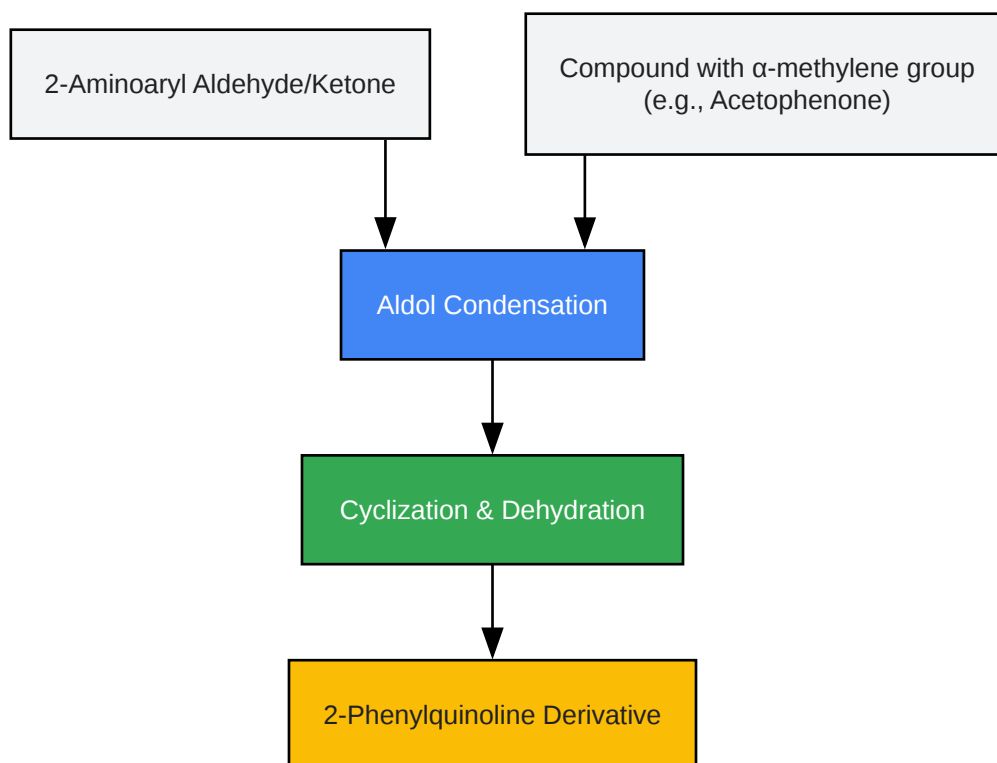 2-Aminoaryl Aldehyde/Ketone
Compound with α-methylene group
(e.g., Acetophenone)
Aldol Condensation
Cyclization & Dehydration
2-Phenylquinoline Derivative